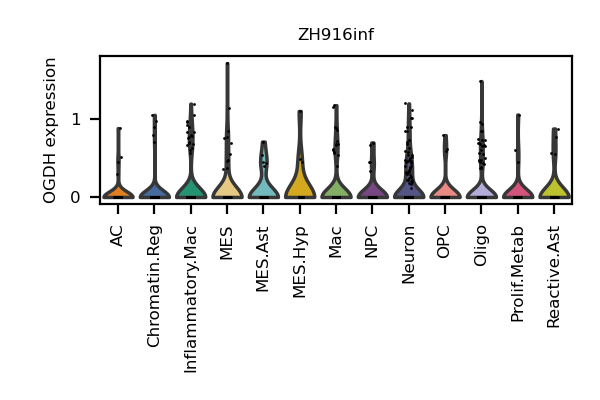 ZH916inf
OGDH expression
1
0
AC
Chromatin.Reg
Inflammatory.Mac
MES
MES.Ast
MES.Hyp
Mac
NPC
Neuron
OPC
Oligo
Prolif.Metab
Reactive.Ast